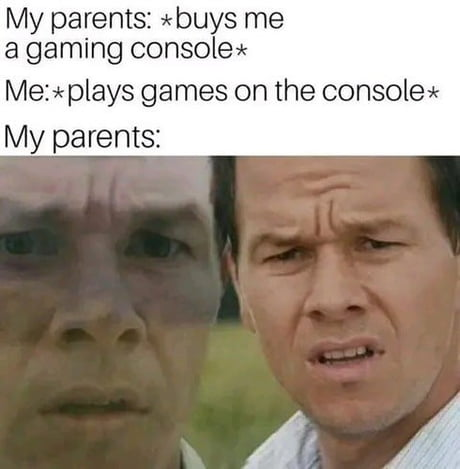 My parents: *buys me
a gaming console*
Me:*plays games on the console*
My parents: